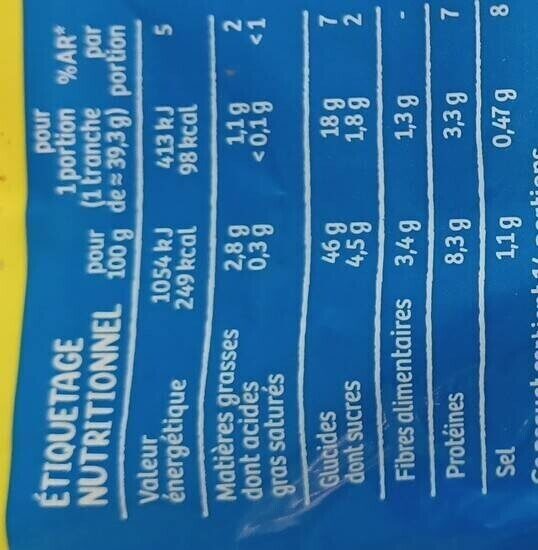 ÉTIQUETAGE
NUTRITIONNEL
pour
100 g
pour
1 portion
(1 tranche
de ≈ 39,3 g)
%AR*
par
portion
Valeur
énergétique
1054 kJ 413 kJ 5
249 kcal 98 kcal
Matières grasses 2,8 g 1,1 g 2
dont acides 0,3 g < 0,1 g < 1
gras saturés
Glucides 46 g 18 g 7
dont sucres 4,5 g 1,8 g 2
Fibres alimentaires 3,4 g 1,3 g -
Protéines 8,3 g 3,3 g 7
Sel 1,1 g 0,47 g 8